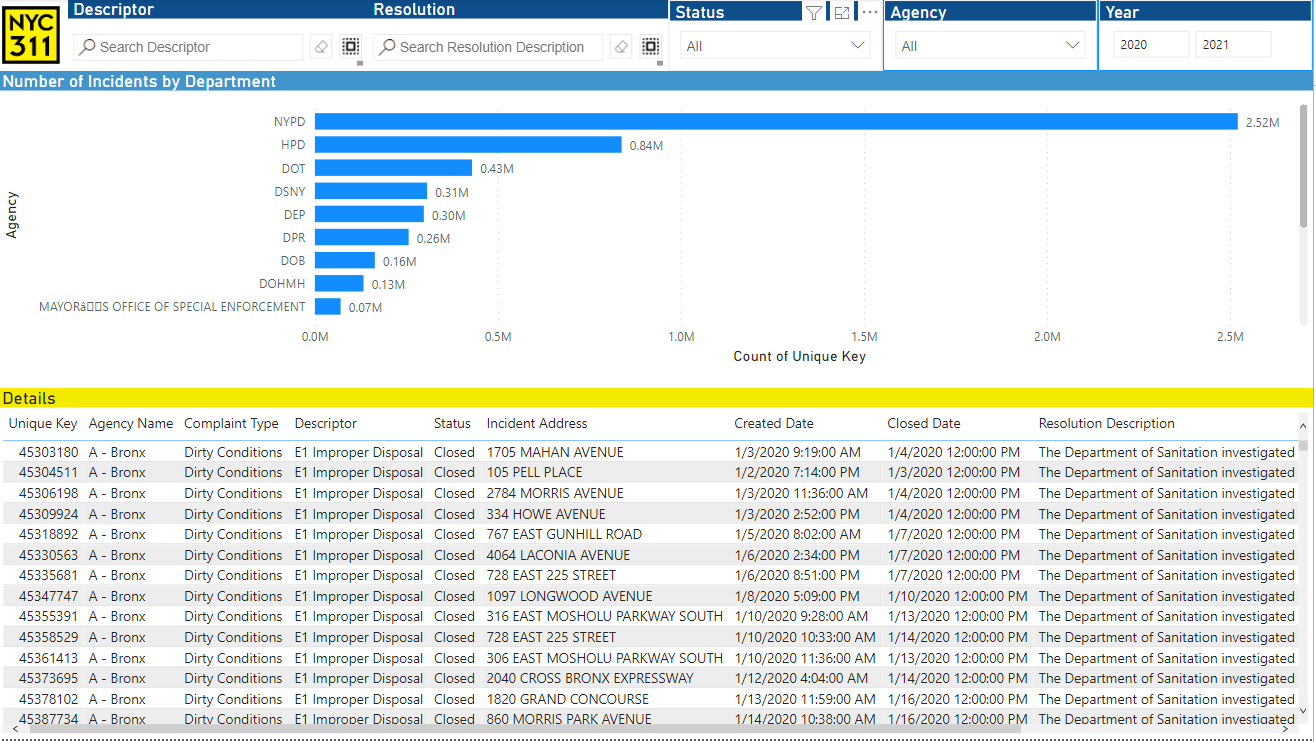 NYC
311
Descriptor
Search Descriptor
Resolution
Search Resolution Description
Status
All
Agency
All
Year
2020 2021
Number of Incidents by Department
Agency
NYPD 2.52M
HPD 0.84M
DOT 0.43M
DSNY 0.31M
DEP 0.30M
DPR 0.26M
DOB 0.16M
DOHMH 0.13M
MAYORâ▯▯S OFFICE OF SPECIAL ENFORCEMENT 0.07M
0.0M 0.5M 1.0M 1.5M 2.0M 2.5M
Count of Unique Key
Details
Unique Key Agency Name Complaint Type Descriptor Status Incident Address Created Date Closed Date Resolution Description
45303180 A - Bronx Dirty Conditions E1 Improper Disposal Closed 1705 MAHAN AVENUE 1/3/2020 9:19:00 AM 1/4/2020 12:00:00 PM The Department of Sanitation investigated
45304511 A - Bronx Dirty Conditions E1 Improper Disposal Closed 105 PELL PLACE 1/2/2020 7:14:00 PM 1/3/2020 12:00:00 PM The Department of Sanitation investigated
45306198 A - Bronx Dirty Conditions E1 Improper Disposal Closed 2784 MORRIS AVENUE 1/3/2020 11:36:00 AM 1/4/2020 12:00:00 PM The Department of Sanitation investigated
45309924 A - Bronx Dirty Conditions E1 Improper Disposal Closed 334 HOWE AVENUE 1/3/2020 2:52:00 PM 1/4/2020 12:00:00 PM The Department of Sanitation investigated
45318892 A - Bronx Dirty Conditions E1 Improper Disposal Closed 767 EAST GUNHILL ROAD 1/5/2020 8:02:00 AM 1/7/2020 12:00:00 PM The Department of Sanitation investigated
45330563 A - Bronx Dirty Conditions E1 Improper Disposal Closed 4064 LACONIA AVENUE 1/6/2020 2:34:00 PM 1/7/2020 12:00:00 PM The Department of Sanitation investigated
45335681 A - Bronx Dirty Conditions E1 Improper Disposal Closed 728 EAST 225 STREET 1/6/2020 8:51:00 PM 1/7/2020 12:00:00 PM The Department of Sanitation investigated
45347747 A - Bronx Dirty Conditions E1 Improper Disposal Closed 1097 LONGWOOD AVENUE 1/8/2020 5:09:00 PM 1/10/2020 12:00:00 PM The Department of Sanitation investigated
45355391 A - Bronx Dirty Conditions E1 Improper Disposal Closed 316 EAST MOSHOLU PARKWAY SOUTH 1/10/2020 9:28:00 AM 1/13/2020 12:00:00 PM The Department of Sanitation investigated
45358529 A - Bronx Dirty Conditions E1 Improper Disposal Closed 728 EAST 225 STREET 1/10/2020 10:33:00 AM 1/14/2020 12:00:00 PM The Department of Sanitation investigated
45361413 A - Bronx Dirty Conditions E1 Improper Disposal Closed 306 EAST MOSHOLU PARKWAY SOUTH 1/10/2020 11:36:00 AM 1/13/2020 12:00:00 PM The Department of Sanitation investigated
45373695 A - Bronx Dirty Conditions E1 Improper Disposal Closed 2040 CROSS BRONX EXPRESSWAY 1/12/2020 4:04:00 AM 1/14/2020 12:00:00 PM The Department of Sanitation investigated
45378102 A - Bronx Dirty Conditions E1 Improper Disposal Closed 1820 GRAND CONCOURSE 1/13/2020 11:59:00 AM 1/16/2020 12:00:00 PM The Department of Sanitation investigated
45387734 A - Bronx Dirty Conditions E1 Improper Disposal Closed 860 MORRIS PARK AVENUE 1/14/2020 10:38:00 AM 1/16/2020 12:00:00 PM The Department of Sanitation investigated